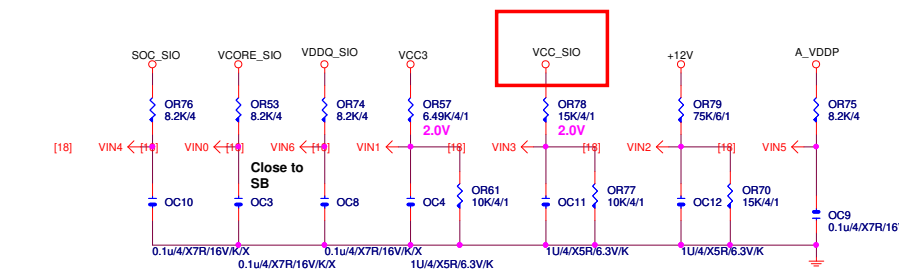 SOC_SIO VCORE_SIO VDDQ_SIO VCC3 VCC_SIO +12V A_VDDP
OR76 OR53 OR74 OR57 OR78 OR79 OR75
8.2K/4 8.2K/4 8.2K/4 6.49K/4/1 15K/4/1 75K/6/1 8.2K/4
2.0V 2.0V
[18] VIN4 [18] VIN0 [18] VIN6 [18] VIN1 [18] VIN3 [18] VIN2 VIN5
Close to
SB
OR61 OR77 OR70
10K/4/1 10K/4/1 15K/4/1
OC10 OC3 OC8 OC4 OC11 OC12
OC9
0.1u/4/X7R/16V
0.1u/4/X7R/16V/K/X 0.1u/4/X7R/16V/K/X 1U/4/X5R/6.3V/K 1U/4/X5R/6.3V/K
0.1u/4/X7R/16V/K/X 1U/4/X5R/6.3V/K